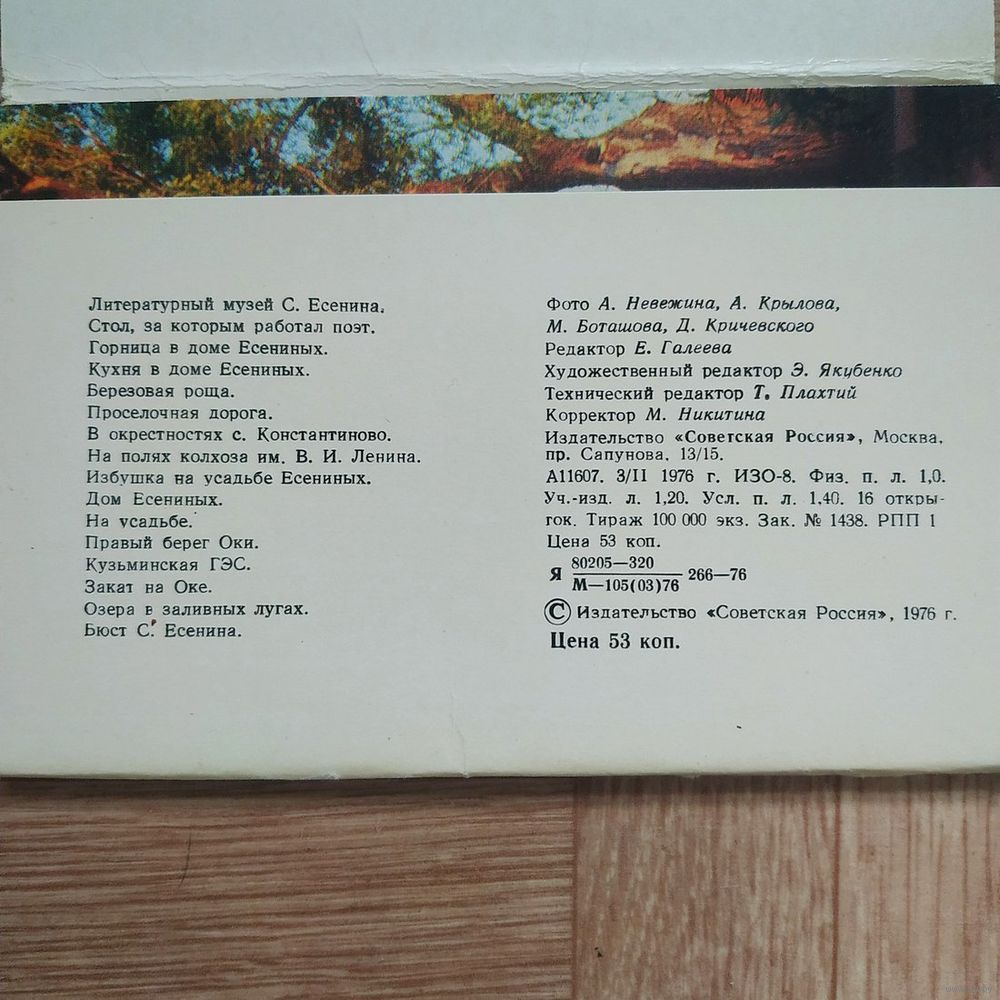 Литературный музей С. Есенина.
Стол, за которым работал поэт.
Горница в доме Есениных.
Кухня в доме Есениных.
Березовая роща.
Проселочная дорога.
В окрестностях с. Константиново.
На полях колхоза им. В. И. Ленина.
Избушка на усадьбе Есениных.
Дом Есениных.
На усадьбе.
Правый берег Оки.
Кузьминская ГЭС.
Закат на Оке.
Озера в заливных лугах.
Бюст С. Есенина.
Фото А. Невежина, А. Крылова,
М. Боташова, Д. Кричевского
Редактор Е. Галеева
Художественный редактор Э. Якубенко
Технический редактор Т. Плахтий
Корректор М. Никитина
Издательство «Советская Россия», Москва,
пр. Сапунова, 13/15.
А11607. 3/II 1976 г. ИЗО-8. Физ. п. л. 1,0.
Уч.-изд. л. 1,20. Усл. п. л. 1,40. 16 откры-
ток. Тираж 100 000 экз. Зак. № 1438. РПП 1
Цена 53 коп.
Я 80205—320
М—105(03)76 266—76
© Издательство «Советская Россия», 1976 г.
Цена 53 коп.